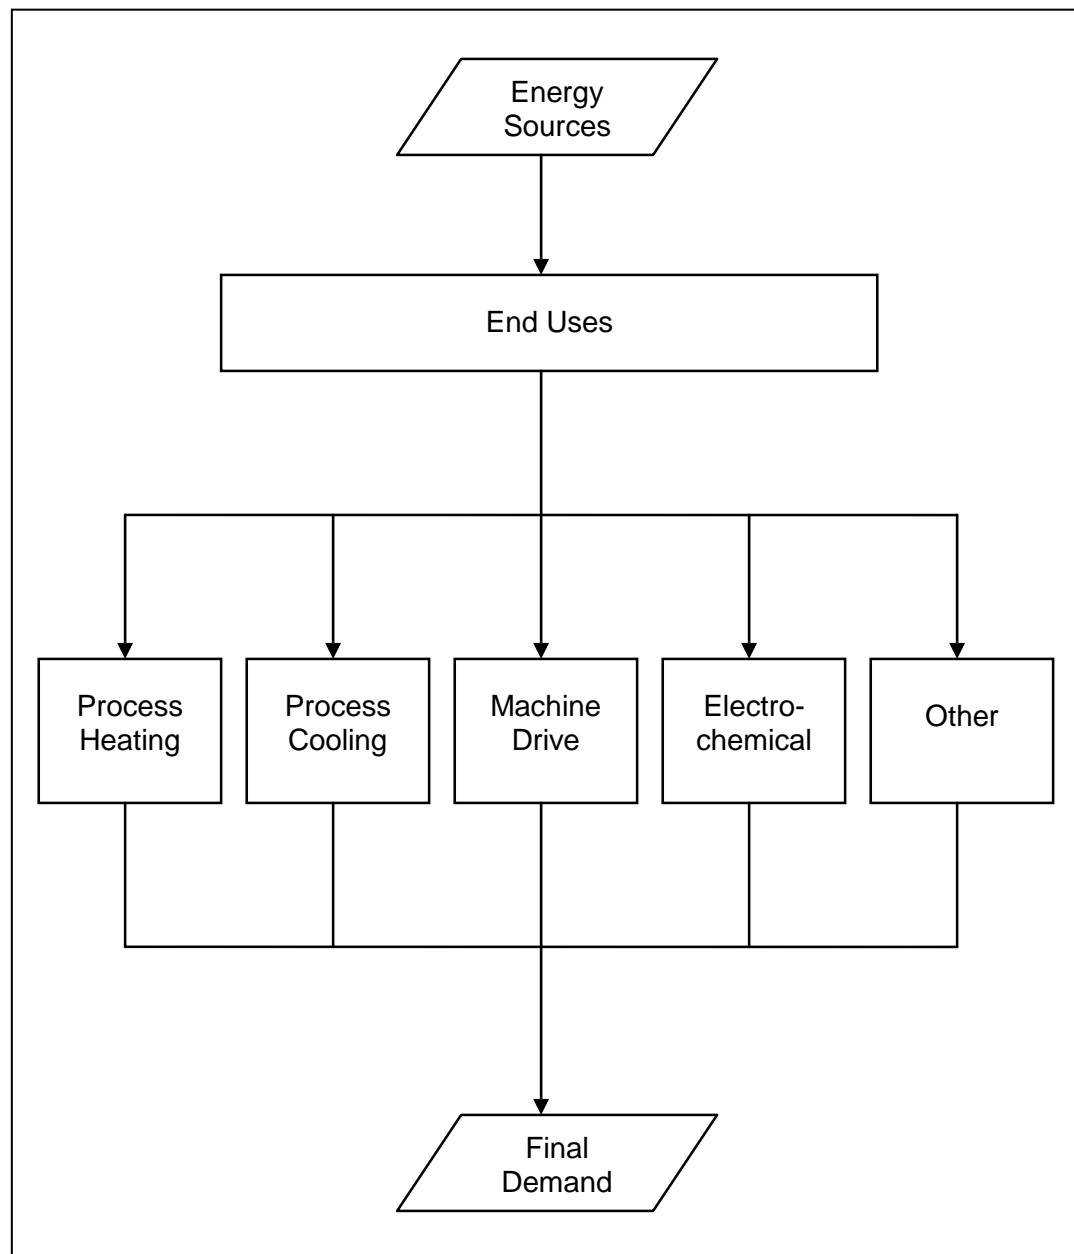 Energy
Sources
End Uses
Process
Heating
Process
Cooling
Machine
Drive
Electro-
chemical
Other
Final
Demand